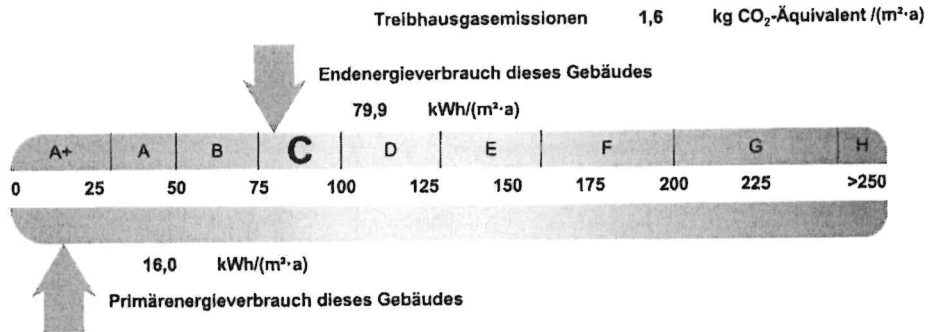 Treibhausgasemissionen 1,6 kg CO₂-Äquivalent /(m²·a)
Endenergieverbrauch dieses Gebäudes
79,9 kWh/(m²·a)
A+ A B C D E F G H
0 25 50 75 100 125 150 175 200 225 >250
16,0 kWh/(m²·a)
Primärenergieverbrauch dieses Gebäudes